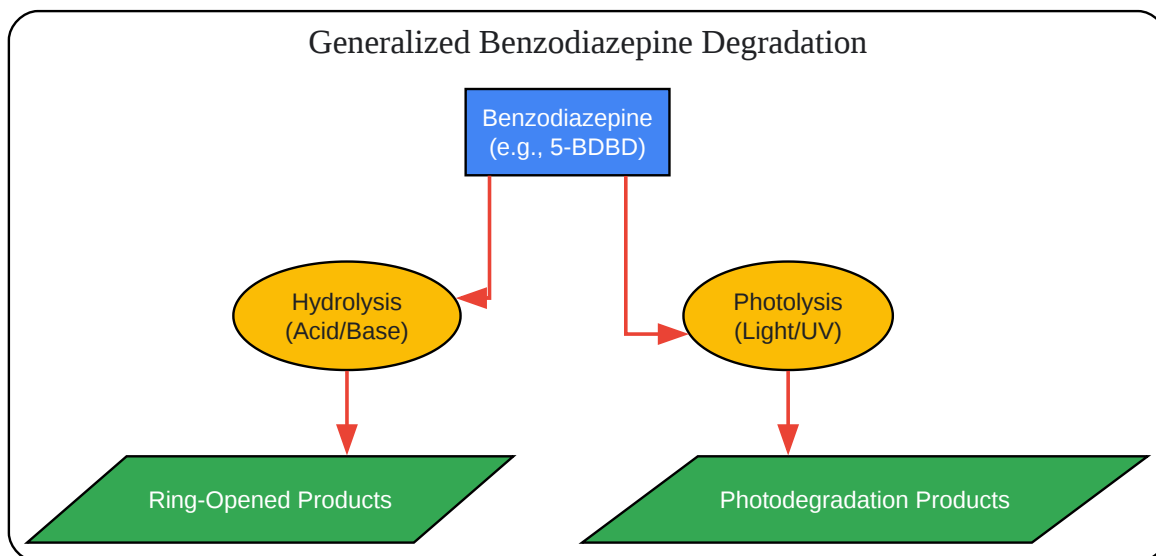 Generalized Benzodiazepine Degradation
Benzodiazepine
(e.g., 5-BDBD)
Hydrolysis
(Acid/Base)
Photolysis
(Light/UV)
Ring-Opened Products
Photodegradation Products